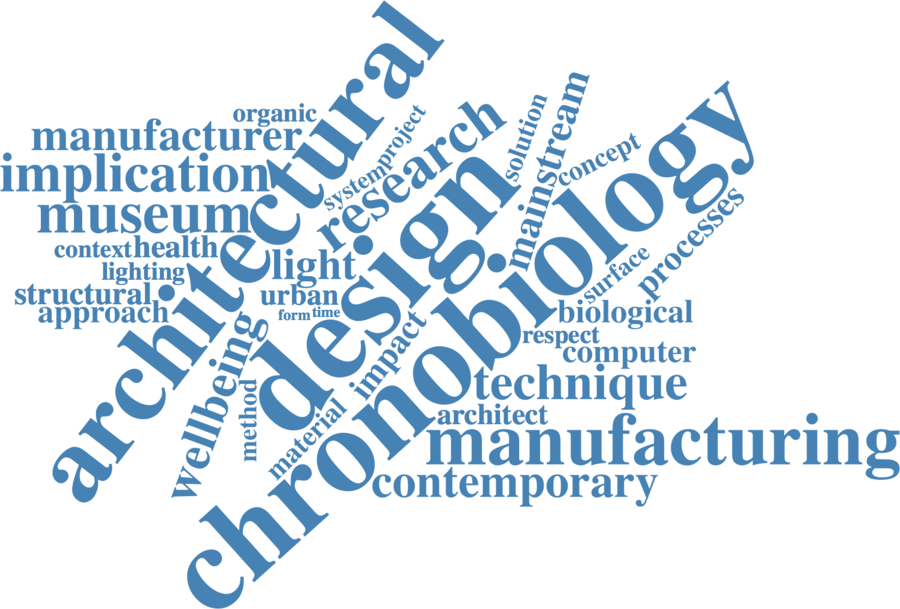 architectural
organic
manufacturer
implication
museum
context
health
lighting
structural
approach
system
project
research
light
urban
form
time
design
solution
mainstream
concept
chronobiology
processes
surface
biological
respect
computer
technique
architect
manufacturing
contemporary
wellbeing
method
material
impact